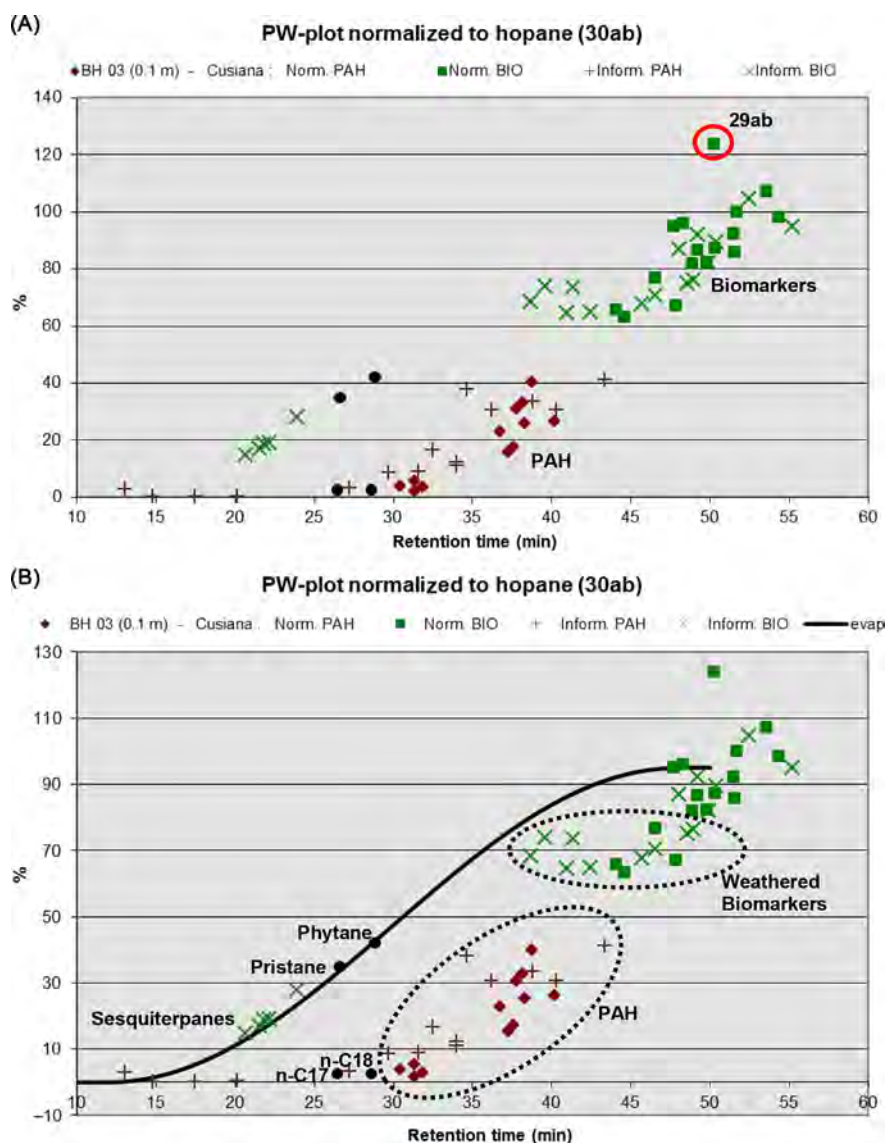 (A)
PW-plot normalized to hopane (30ab)
BH 03 (0.1 m) - Cusiana : Norm. PAH Norm. BIO Inform. PAH Inform. BIO
140
120
100
80
60
40
20
0
%
29ab
Biomarkers
PAH
10 15 20 25 30 35 40 45 50 55 60
Retention time (min)
(B)
PW-plot normalized to hopane (30ab)
BH 03 (0.1 m) - Cusiana : Norm. PAH Norm. BIO Inform. PAH Inform. BIO evap
130
110
90
70
50
30
10
-10
%
Phytane
Pristane
Sesquiterpanes
n-C18
n-C17
Weathered
Biomarkers
PAH
10 15 20 25 30 35 40 45 50 55 60
Retention time (min)